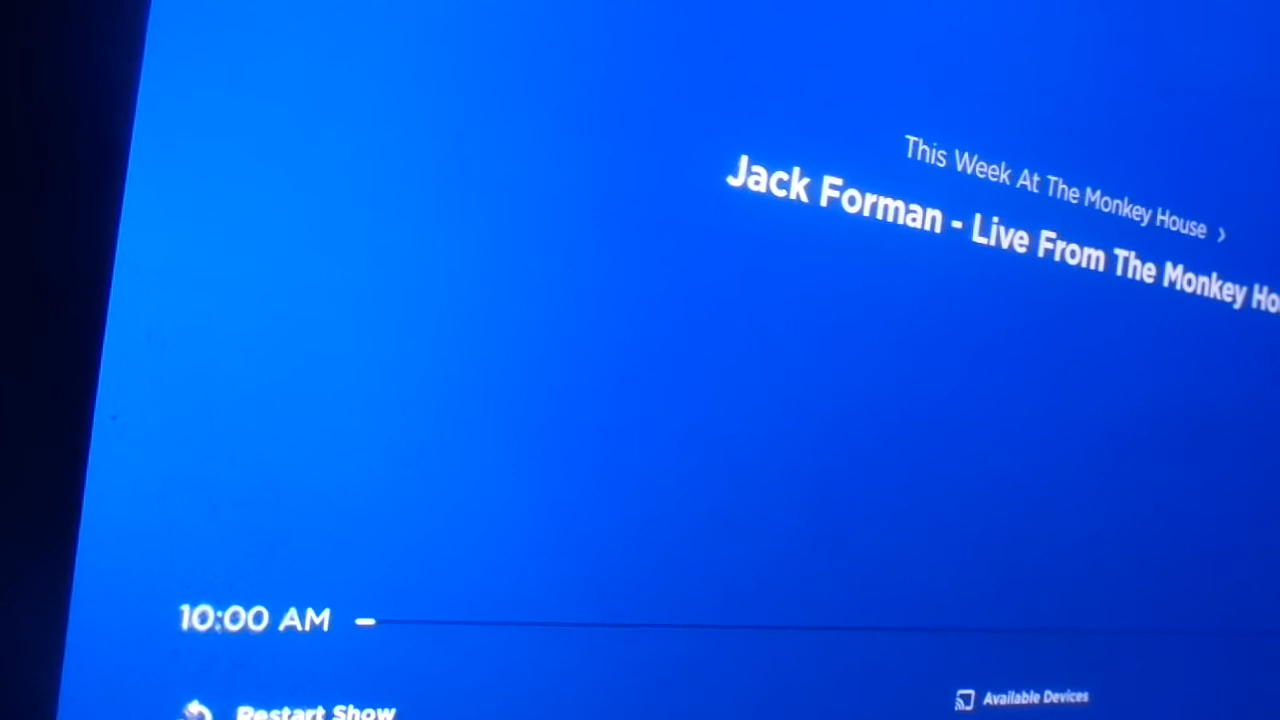 This Week At The Monkey House >
Jack Forman - Live From The Monkey Ho
10:00 AM
Restart Show
Available Devices